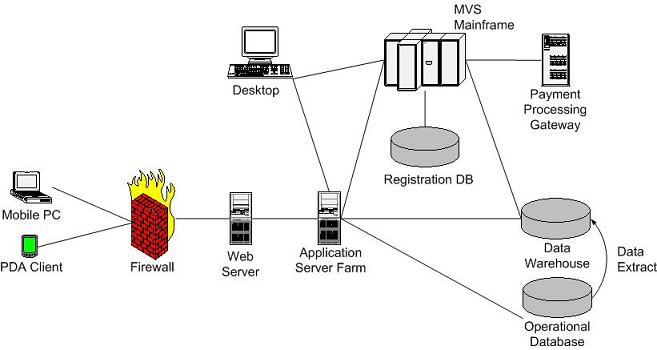 MVS
Mainframe
Desktop
Payment
Processing
Gateway
Registration DB
Mobile PC
PDA Client
Firewall
Web
Server
Application
Server Farm
Data
Warehouse
Data
Extract
Operational
Database